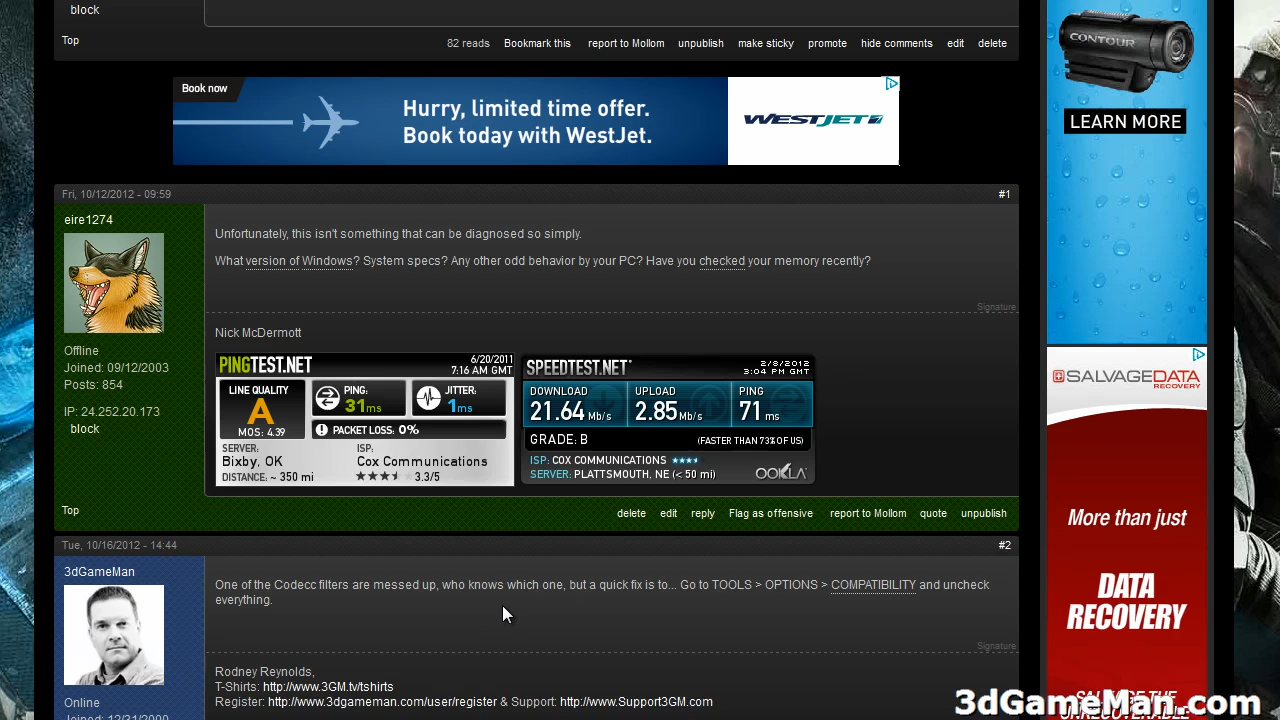 block
Top
82 reads Bookmark this report to Mollom unpublish make sticky promote hide comments edit delete
Book now
Hurry, limited time offer.
Book today with WestJet.
WESTJET
CONTOUR
LEARN MORE
Fri, 10/12/2012 - 09:59 #1
eire1274
Unfortunately, this isn't something that can be diagnosed so simply.
What version of Windows? System specs? Any other odd behavior by your PC? Have you checked your memory recently?
Signature
Nick McDermott
Offline
Joined: 09/12/2003
Posts: 854
IP: 24.252.20.173
block
PINGTEST.NET 6/20/2011
7:16 AM GMT
LINE QUALITY
A
MOS: 4.39
PING:
31ms
JITTER:
1ms
PACKET LOSS: 0%
SERVER: ISP:
Bixby, OK Cox Communications
DISTANCE: ~ 350 mi 3.3/5
SPEEDTEST.NET 2/8/2012
3:04 PM GMT
DOWNLOAD UPLOAD PING
21.64 Mb/s 2.85 Mb/s 71 ms
GRADE: B (FASTER THAN 73% OF US)
ISP: COX COMMUNICATIONS
SERVER: PLATTSMOUTH, NE (< 50 mi) OOKLA
Top
delete edit reply Flag as offensive report to Mollom quote unpublish
SALVAGEDATA
RECOVERY
More than just
DATA
RECOVERY
Tue, 10/16/2012 - 14:44 #2
3dGameMan
One of the Codecc filters are messed up, who knows which one, but a quick fix is to... Go to TOOLS > OPTIONS> COMPATIBILITY and uncheck
everything.
Signature
Rodney Reynolds,
T-Shirts: http://www.3GM.tv/tshirts
Register: http://www.3dgameman.com/user/register & Support: http://www.Support3GM.com
Online
Joined: 12/31/2000
3dGameMan.com